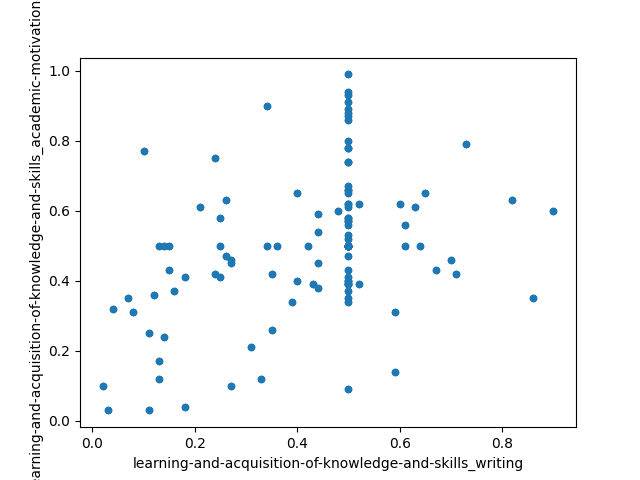 earning-and-acquisition-of-knowledge-and-skills_academic-motivation
1.0
0.8
0.6
0.4
0.2
0.0
0.0 0.2 0.4 0.6 0.8
learning-and-acquisition-of-knowledge-and-skills_writing